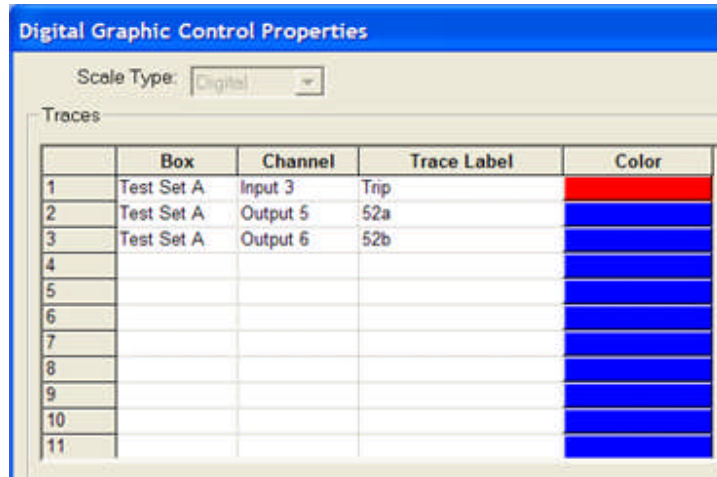 Digital Graphic Control Properties
Scale Type: Digital
Traces
Box Channel Trace Label Color
1 Test Set A Input 3 Trip
2 Test Set A Output 5 52a
3 Test Set A Output 6 52b
4
5
6
7
8
9
10
11